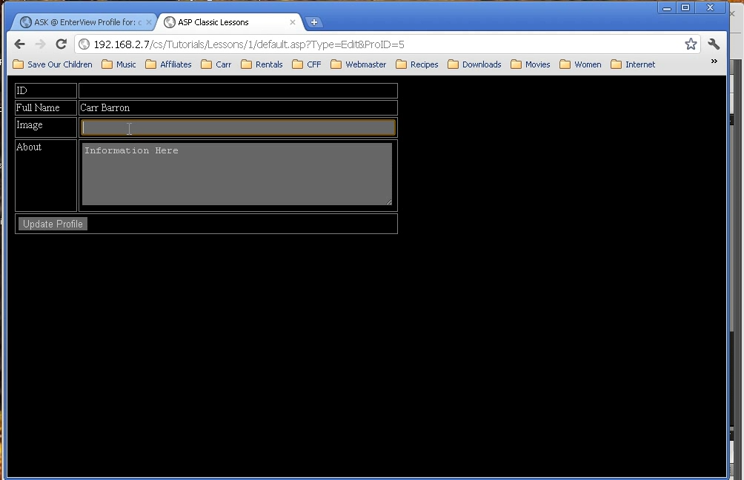 ASK @ EnterView Profile for: c
ASP Classic Lessons
192.168.2.7/cs/Tutorials/Lessons/1/default.asp?Type=Edit&ProID=5
Save Our Children Music Affiliates Carr Rentals CFF Webmaster Recipes Downloads Movies Women Internet »
ID
Full Name Carr Barron
Image
About Information Here
Update Profile